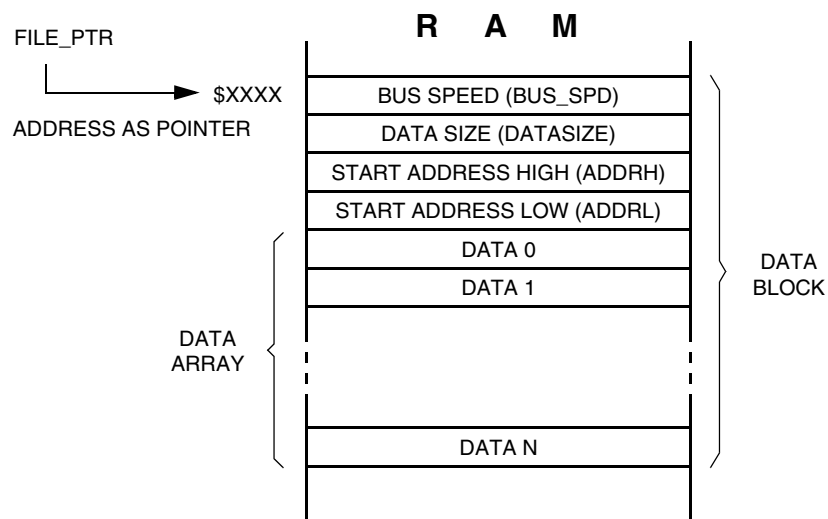 R A M
FILE_PTR
$XXXX
ADDRESS AS POINTER
BUS SPEED (BUS_SPD)
DATA SIZE (DATASIZE)
START ADDRESS HIGH (ADDRH)
START ADDRESS LOW (ADDRL)
DATA 0
DATA 1
DATA
ARRAY
DATA N
DATA
BLOCK